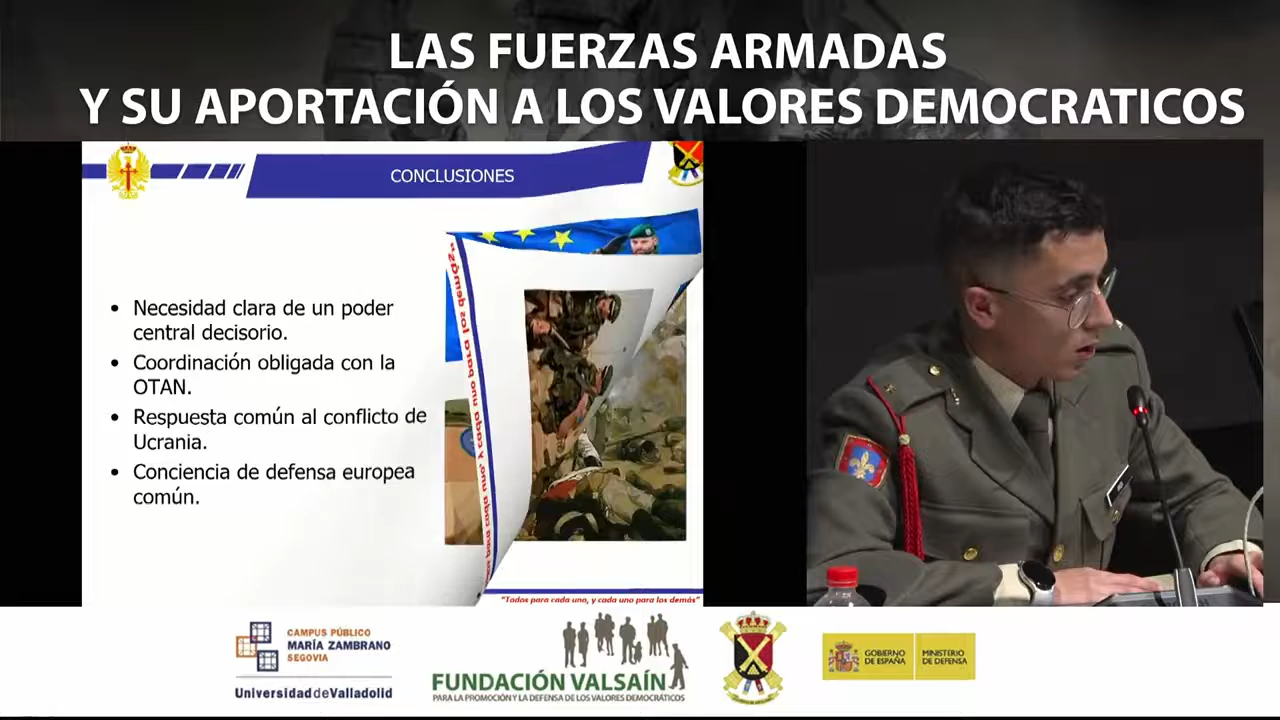 LAS FUERZAS ARMADAS
Y SU APORTACIÓN A LOS VALORES DEMOCRATICOS
CONCLUSIONES
• Necesidad clara de un poder
central decisorio.
• Coordinación obligada con la
OTAN.
• Respuesta común al conflicto de
Ucrania.
• Conciencia de defensa europea
común.
"Todos para cada uno, y cada uno para los demás"
CAMPUS PÚBLICO
MARÍA ZAMBRANO
SEGOVIA
Universidad de Valladolid
FUNDACIÓN VALSAÍN
PARA LA PROMOCIÓN Y LA DEFENSA DE LOS VALORES DEMOCRÁTICOS
GOBIERNO
DE ESPAÑA
MINISTERIO
DE DEFENSA